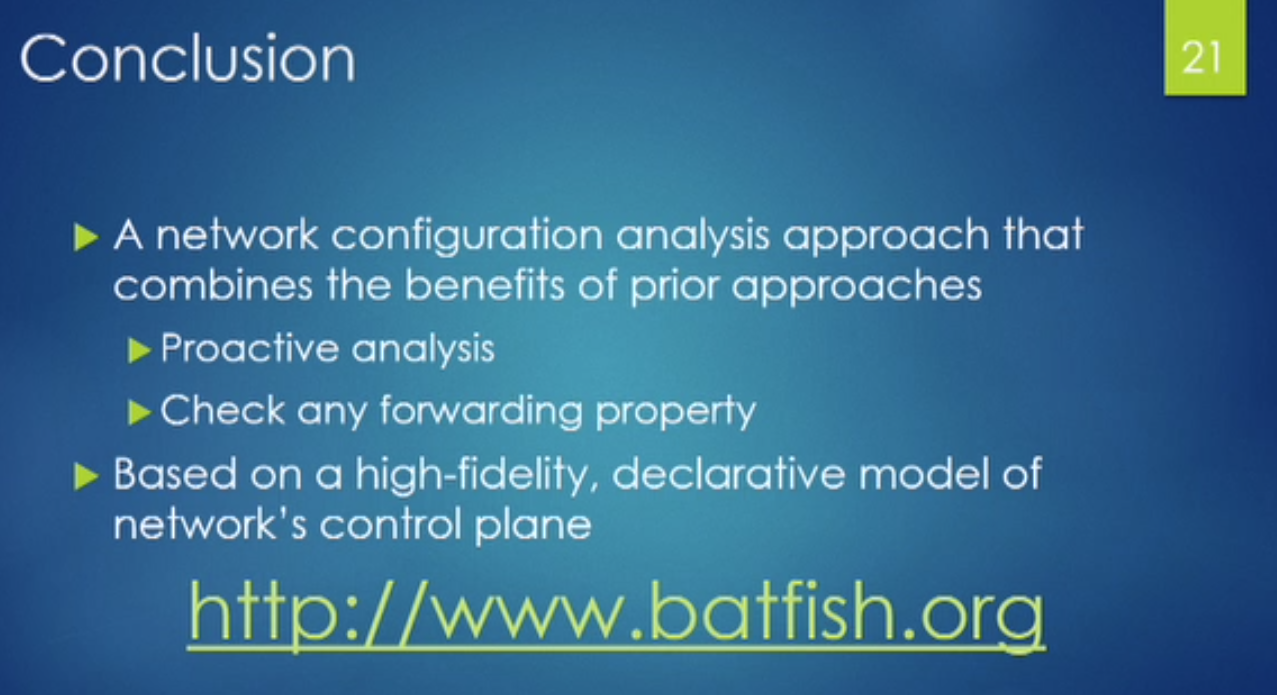 Conclusion
21
A network configuration analysis approach that
combines the benefits of prior approaches
Proactive analysis
Check any forwarding property
Based on a high-fidelity, declarative model of
network's control plane
http://www.batfish.org